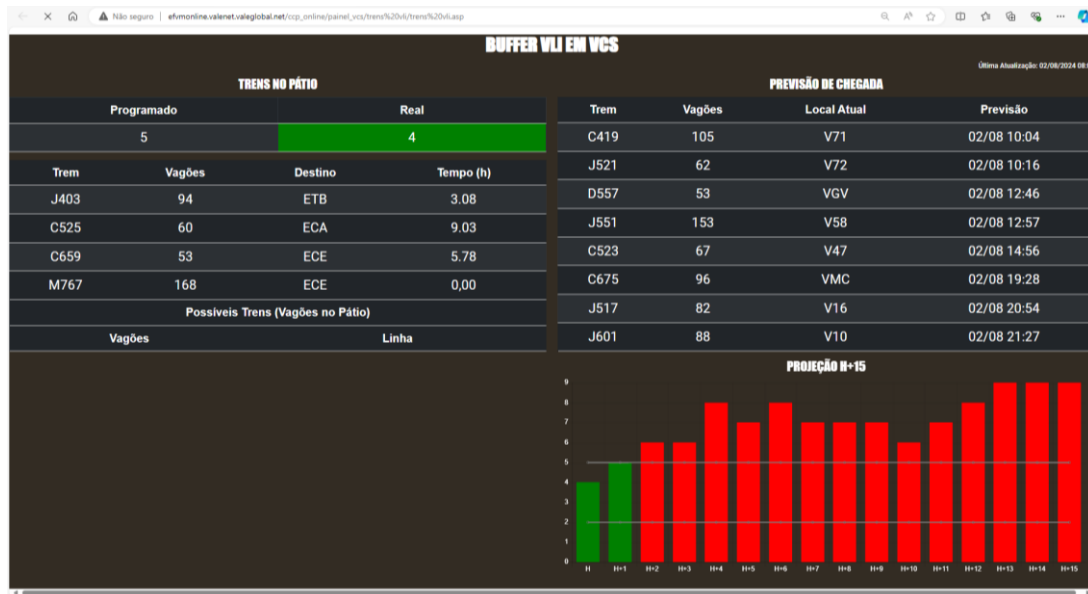 Não seguro
efvmonline.valenet.valeglobal.net/ccp_online/painel_vcs/trens%20vli/trens%20vli.asp
BUFFER VLI EM VCS
Última Atualização: 02/08/2024 08:
TRENS NO PÁTIO
Programado Real
5 4
Trem Vagões Destino Tempo (h)
J403 94 ETB 3.08
C525 60 ECA 9.03
C659 53 ECE 5.78
M767 168 ECE 0,00
Possíveis Trens (Vagões no Pátio)
Vagões Linha
PREVISÃO DE CHEGADA
Trem Vagões Local Atual Previsão
C419 105 V71 02/08 10:04
J521 62 V72 02/08 10:16
D557 53 VGV 02/08 12:46
J551 153 V58 02/08 12:57
C523 67 V47 02/08 14:56
C675 96 VMC 02/08 19:28
J517 82 V16 02/08 20:54
J601 88 V10 02/08 21:27
PROJEÇÃO H+15
9
8
7
6
5
4
3
2
1
0
H H+1 H+2 H+3 H+4 H+5 H+6 H+7 H+8 H+9 H+10 H+11 H+12 H+13 H+14 H+15